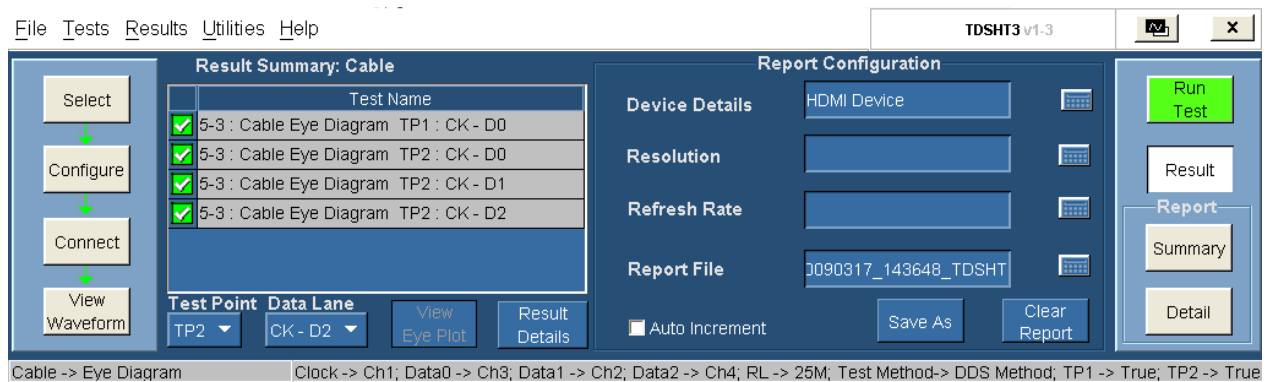 File Tests Results Utilities Help
TDSHT3 v1-3
x
Select
Configure
Connect
View
Waveform
Result Summary: Cable
Test Name
5-3 : Cable Eye Diagram TP1 : CK - D0
5-3 : Cable Eye Diagram TP2 : CK - D0
5-3 : Cable Eye Diagram TP2 : CK - D1
5-3 : Cable Eye Diagram TP2 : CK - D2
Test Point Data Lane
TP2
CK - D2
View
Eye Plot
Result
Details
Report Configuration
Device Details
HDMI Device
Resolution
Refresh Rate
Report File
0090317_143648_TDSHT
Auto Increment
Save As
Clear
Report
Run
Test
Result
Report
Summary
Detail
Cable -> Eye Diagram
Clock -> Ch1; Data0 -> Ch3; Data1 -> Ch2; Data2 -> Ch4; RL -> 25M; Test Method-> DDS Method; TP1 -> True; TP2 -> True